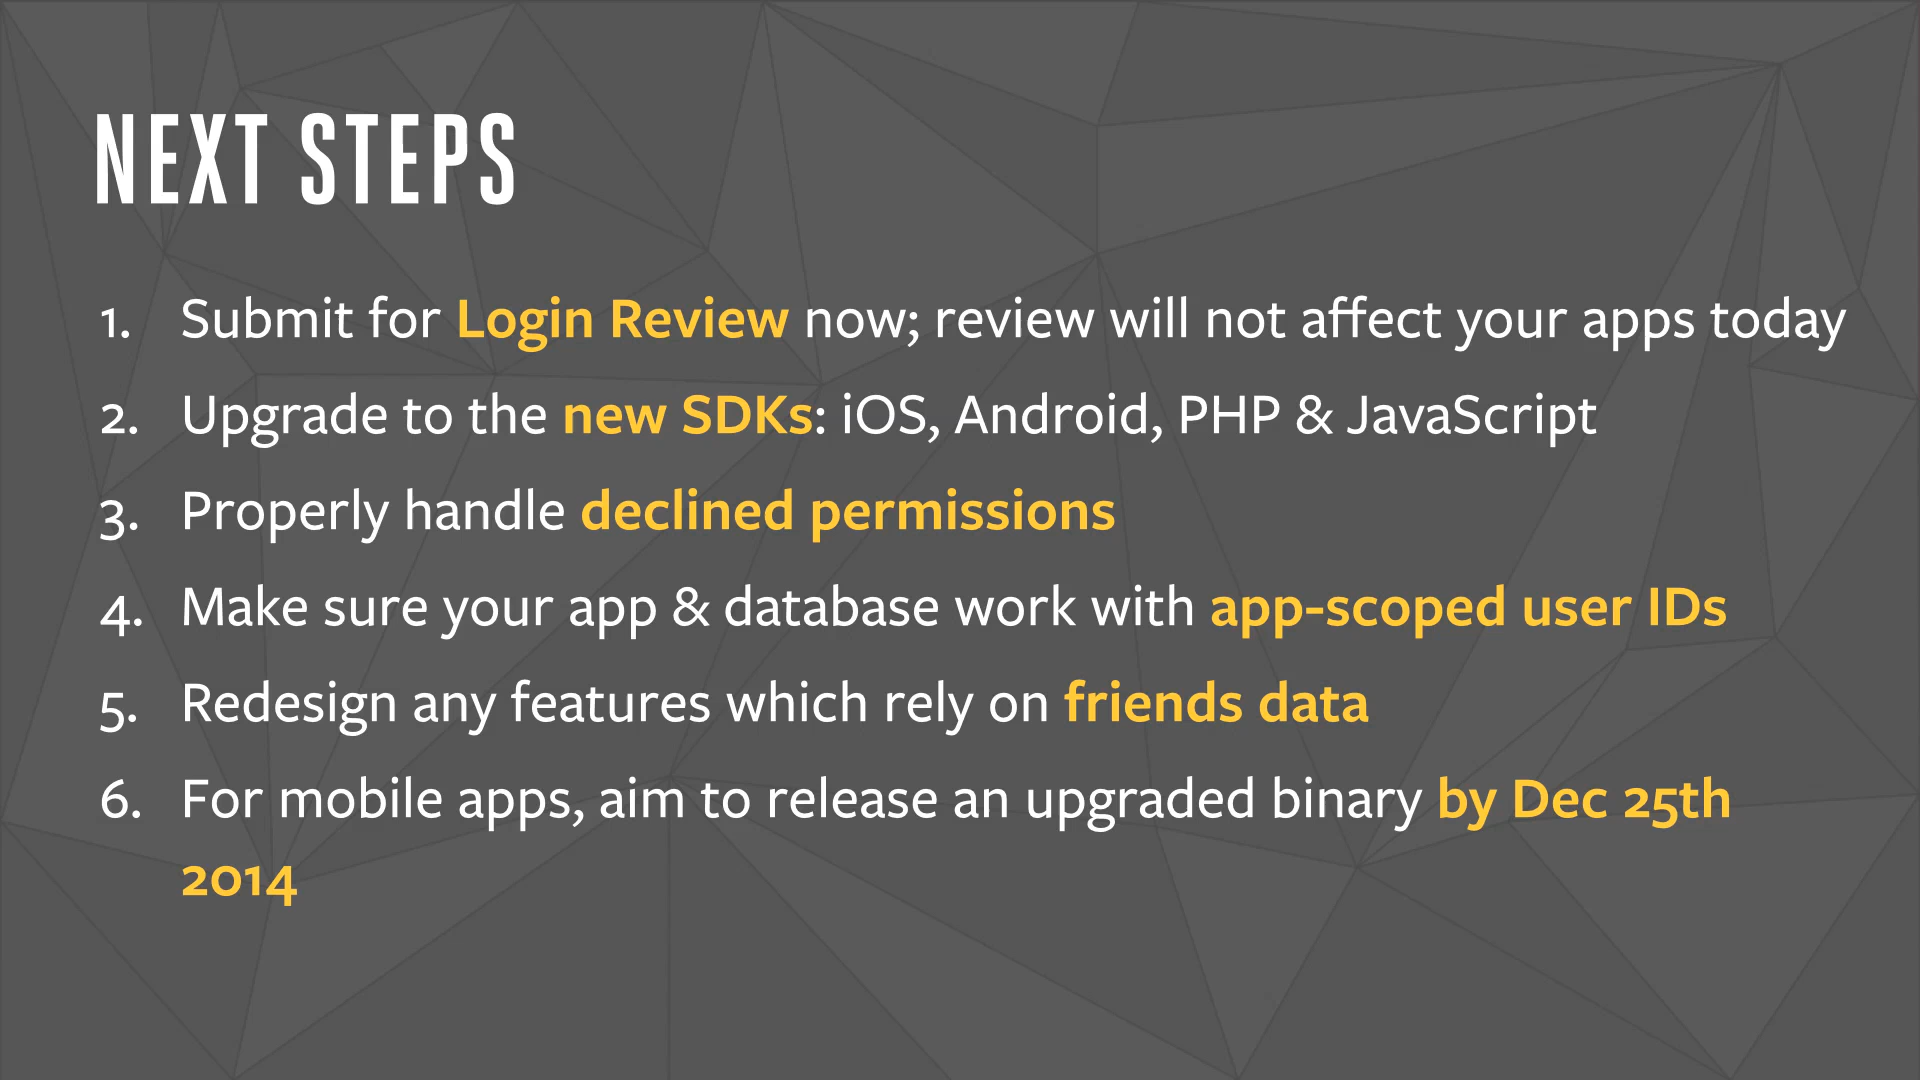 NEXT STEPS
1. Submit for Login Review now; review will not affect your apps today
2. Upgrade to the new SDKs: iOS, Android, PHP & JavaScript
3. Properly handle declined permissions
4. Make sure your app & database work with app-scoped user IDs
5. Redesign any features which rely on friends data
6. For mobile apps, aim to release an upgraded binary by Dec 25th
2014